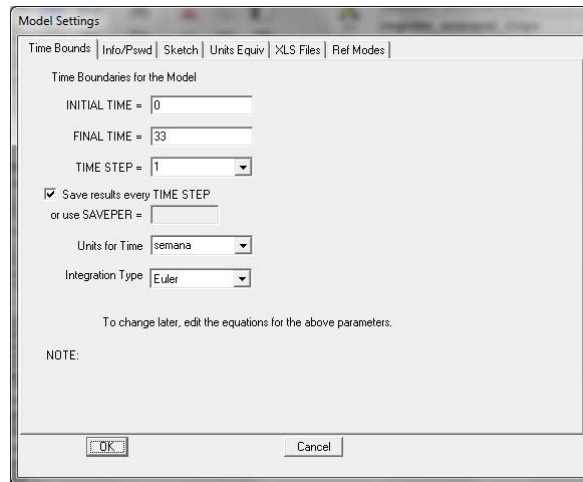 Model Settings
Time Bounds Info/Pswd Sketch Units Equiv XLS Files Ref Modes
Time Boundaries for the Model
INITIAL TIME = 0
FINAL TIME = 33
TIME STEP = 1
Save results every TIME STEP
or use SAVEPER =
Units for Time semana
Integration Type Euler
To change later, edit the equations for the above parameters.
NOTE:
OK Cancel